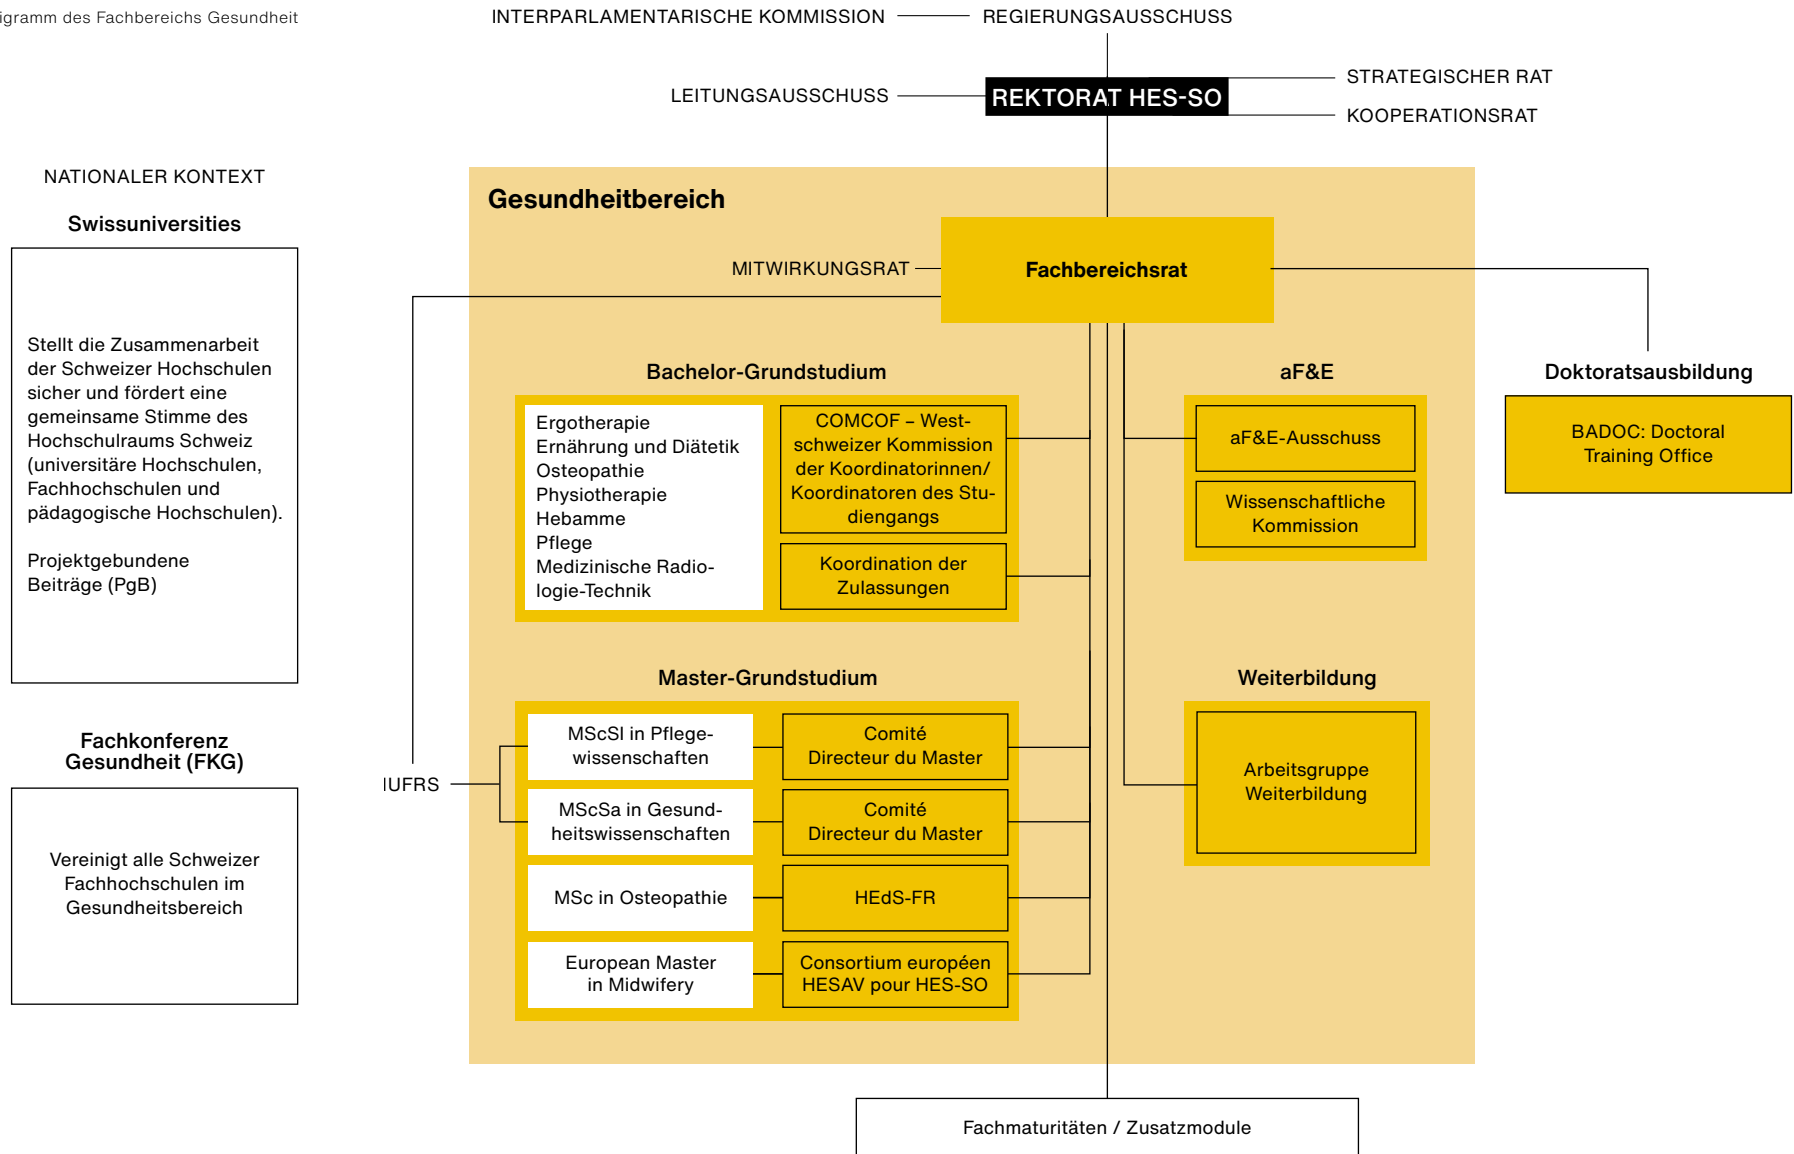 igramm des Fachbereichs Gesundheit
INTERPARLAMENTARISCHE KOMMISSION
REGIERUNGSAUSSCHUSS
LEITUNGSAUSSCHUSS
REKTORAT HES-SO
STRATEGISCHER RAT
KOOPERATIONSRAT
NATIONALER KONTEXT
Swissuniversities
Stellt die Zusammenarbeit
der Schweizer Hochschulen
sicher und fördert eine
gemeinsame Stimme des
Hochschulraums Schweiz
(universitäre Hochschulen,
Fachhochschulen und
pädagogische Hochschulen).
Projektgebundene
Beiträge (PgB)
Fachkonferenz
Gesundheit (FKG)
Vereinigt alle Schweizer
Fachhochschulen im
Gesundheitsbereich
Gesundheitbereich
MITWIRKUNGSRAT
Fachbereichsrat
Bachelor-Grundstudium
Ergotherapie
Ernährung und Diätetik
Osteopathie
Physiotherapie
Hebamme
Pflege
Medizinische Radio-
logie-Technik
COMCOF – West-
schweizer Kommission
der Koordinatorinnen/
Koordinatoren des Stu-
diengangs
Koordination der
Zulassungen
aF&E
aF&E-Ausschuss
Wissenschaftliche
Kommission
Doktoratsausbildung
BADOC: Doctoral
Training Office
Master-Grundstudium
IUFRS
MScSI in Pflege-
wissenschaften
Comité
Directeur du Master
MScSa in Gesund-
heitswissenschaften
Comité
Directeur du Master
MSc in Osteopathie
HEdS-FR
European Master
in Midwifery
Consortium européen
HESAV pour HES-SO
Weiterbildung
Arbeitsgruppe
Weiterbildung
Fachmaturitäten / Zusatzmodule